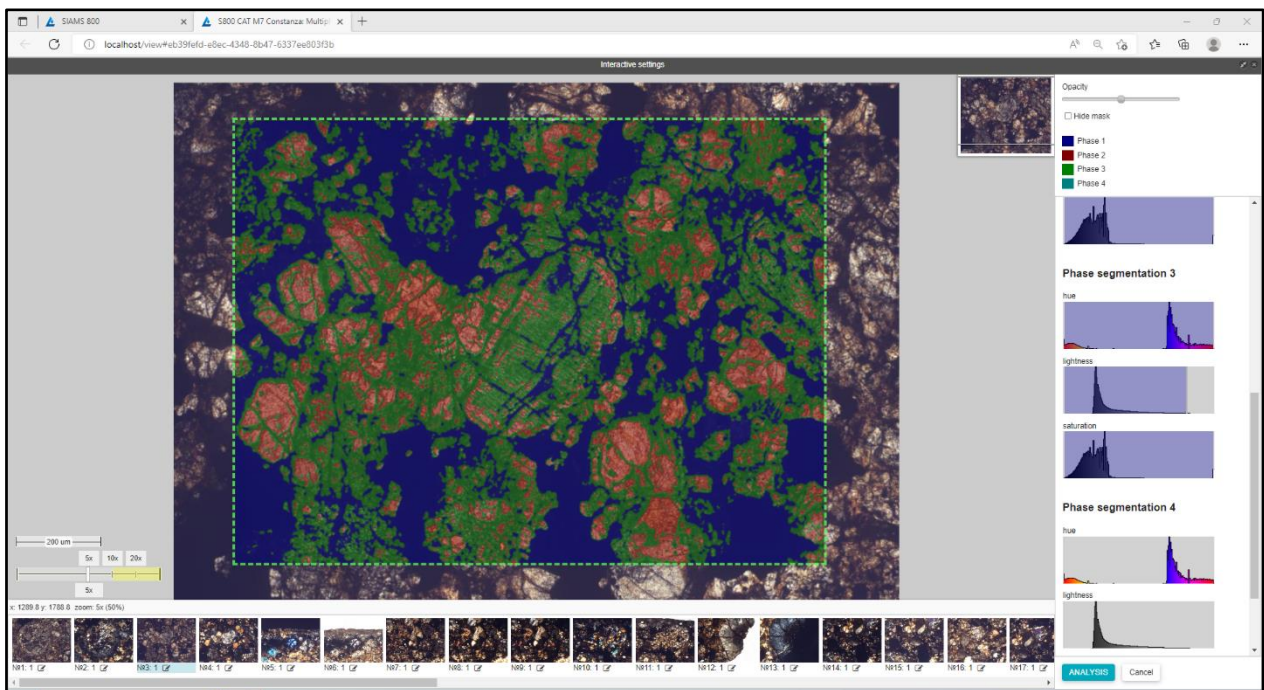 SIAMS 800
S800 CAT M7 Constanza: Multipl
localhost/view#eb39fefd-e8ec-4348-8b47-6337ee803f3b
Interactive settings
Opacity
Hide mask
Phase 1
Phase 2
Phase 3
Phase 4
Phase segmentation 3
hue
lightness
saturation
Phase segmentation 4
hue
lightness
200 um
5x 10x 20x
5x
x: 1289.8 y: 1788.8 zoom: 5x (50%)
№1: 1 №2: 1 №3: 1 №4: 1 №5: 1 №6: 1 №7: 1 №8: 1 №9: 1 №10: 1 №11: 1 №12: 1 №13: 1 №14: 1 №15: 1 №16: 1 №17: 1
ANALYSIS Cancel